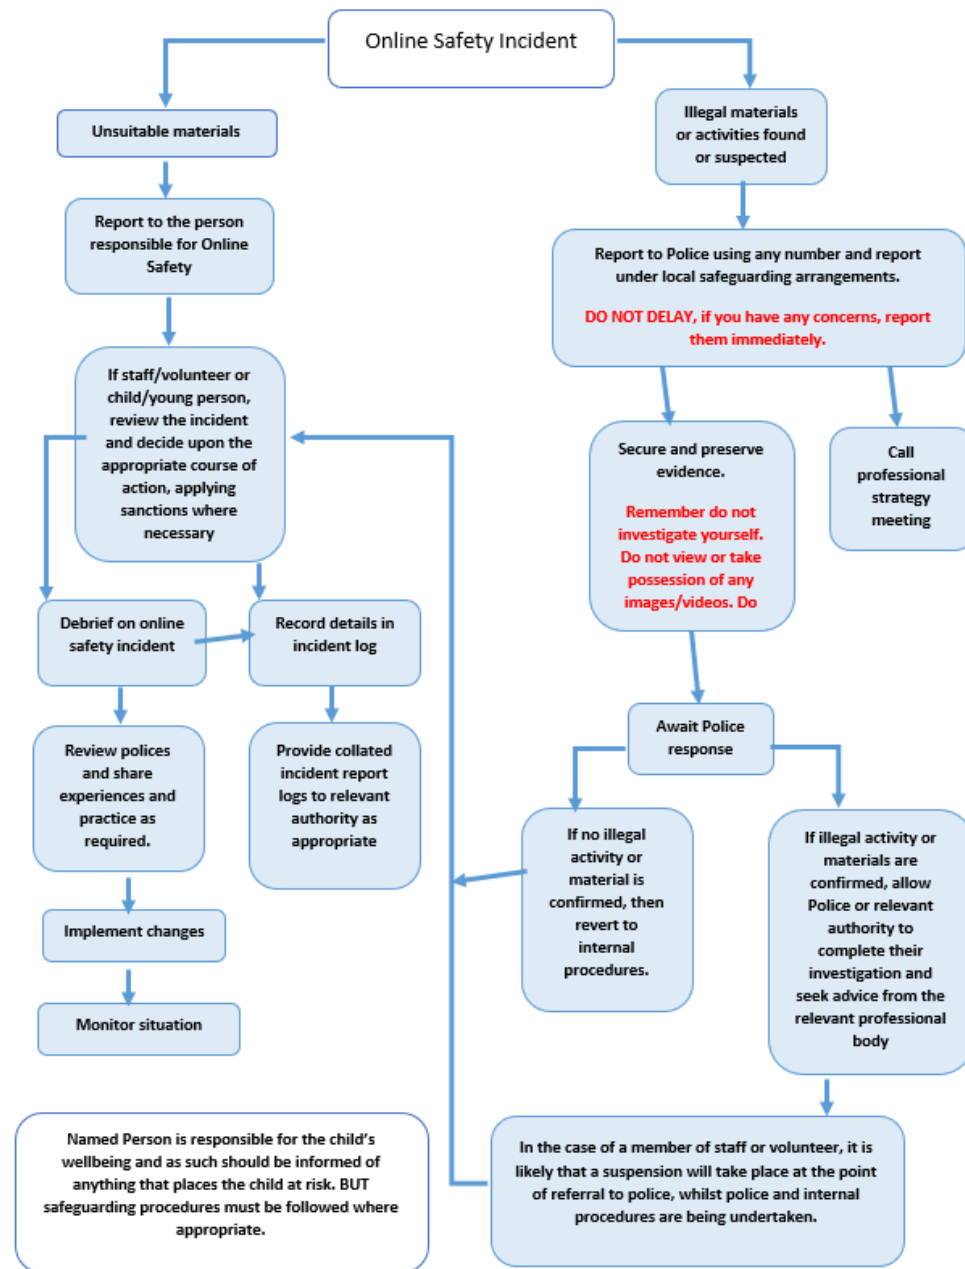 Online Safety Incident
Unsuitable materials
Report to the person
responsible for Online
Safety
If staff/volunteer or
child/young person,
review the incident
and decide upon the
appropriate course of
action, applying
sanctions where
necessary
Debrief on online
safety incident
Record details in
incident log
Review polices
and share
experiences and
practice as
required.
Provide collated
incident report
logs to relevant
authority as
appropriate
Implement changes
Monitor situation
Illegal materials
or activities found
or suspected
Report to Police using any number and report
under local safeguarding arrangements.
DO NOT DELAY, if you have any concerns, report
them immediately.
Secure and preserve
evidence.
Remember do not
investigate yourself.
Do not view or take
possession of any
images/videos. Do
Call
professional
strategy
meeting
Await Police
response
If no illegal
activity or
material is
confirmed, then
revert to
internal
procedures.
If illegal activity or
materials are
confirmed, allow
Police or relevant
authority to
complete their
investigation and
seek advice from the
relevant professional
body
In the case of a member of staff or volunteer, it is
likely that a suspension will take place at the point
of referral to police, whilst police and internal
procedures are being undertaken.
Named Person is responsible for the child's
wellbeing and as such should be informed of
anything that places the child at risk. BUT
safeguarding procedures must be followed where
appropriate.